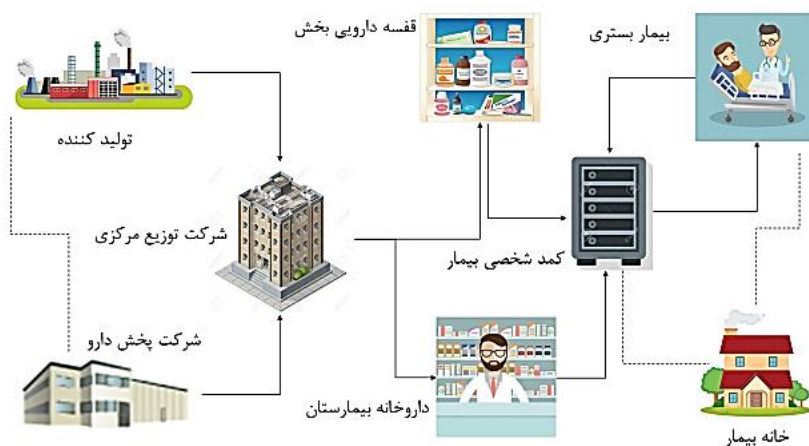 قفسه دارویی بخش
بیمار بستری
تولید کننده
شرکت توزیع مرکزی
کمد شخصی بیمار
شرکت پخش دارو
داروخانه بیمارستان
خانه بیمار